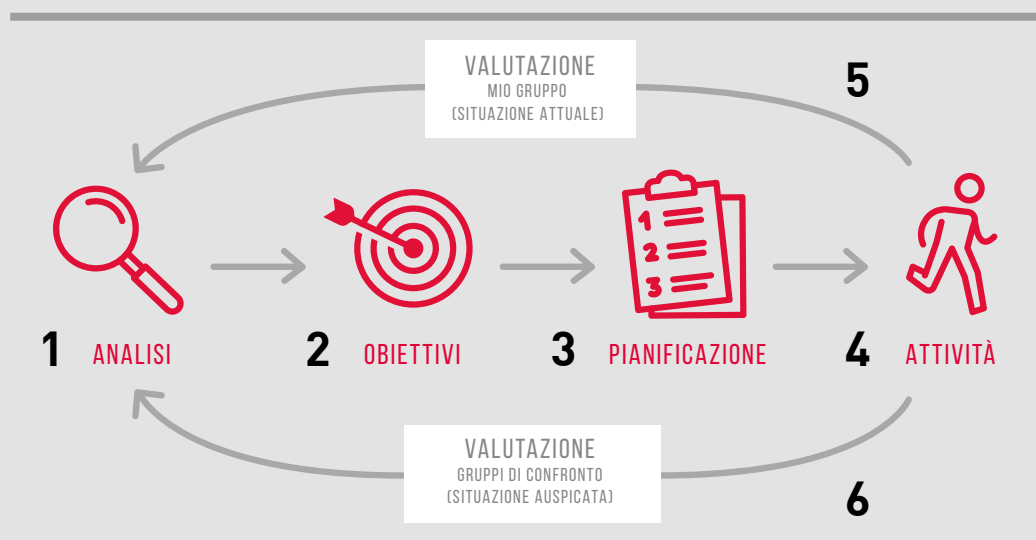 VALUTAZIONE
MIO GRUPPO
(SITUAZIONE ATTUALE)
5
1
2
3
1 ANALISI
2 OBIETTIVI
3 PIANIFICAZIONE
4 ATTIVITÀ
VALUTAZIONE
GRUPPI DI CONFRONTO
(SITUAZIONE AUSPICATA)
6